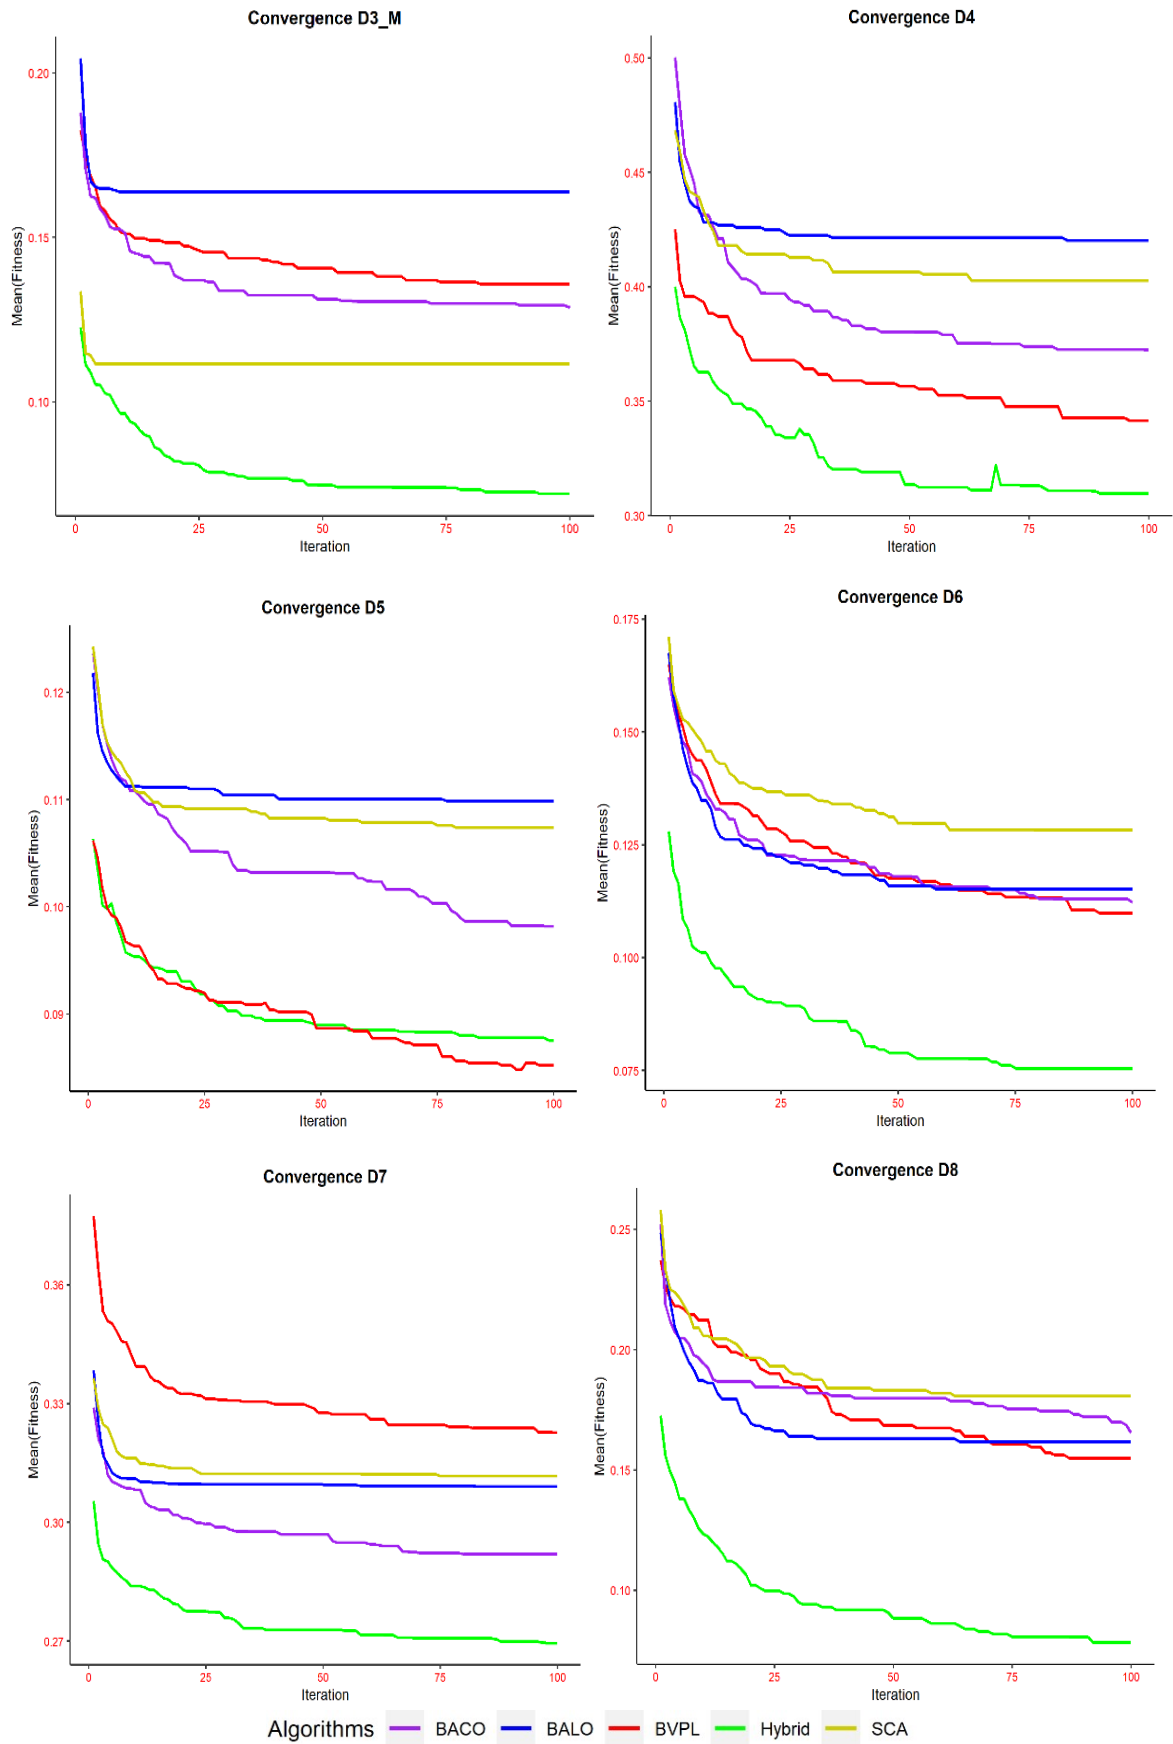 Convergence D3_M
Mean(Fitness)
0.20
0.15
0.10
0 25 50 75 100
Iteration
Convergence D4
Mean(Fitness)
0.50
0.45
0.40
0.35
0.30
0 25 50 75 100
Iteration
Convergence D5
Mean(Fitness)
0.12
0.11
0.10
0.09
0 25 50 75 100
Iteration
Convergence D6
Mean(Fitness)
0.175
0.150
0.125
0.100
0.075
0 25 50 75 100
Iteration
Convergence D7
Mean(Fitness)
0.36
0.33
0.30
0.27
0 25 50 75 100
Iteration
Convergence D8
Mean(Fitness)
0.25
0.20
0.15
0.10
0 25 50 75 100
Iteration
Algorithms BACO BALO BVPL Hybrid SCA